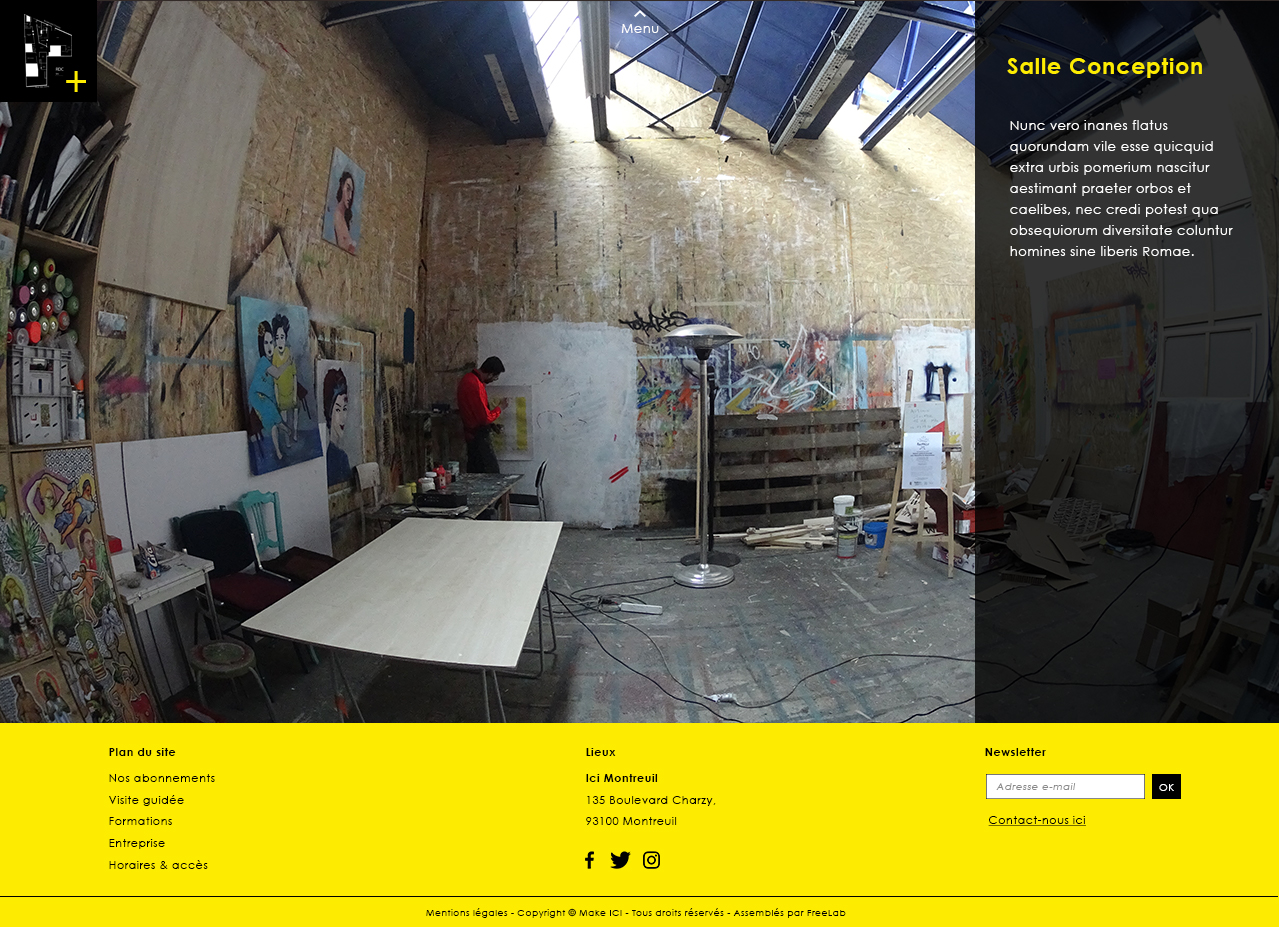 Menu
RDC
Salle Conception
Nunc vero inanes flatus
quorundam vile esse quicquid
extra urbis pomerium nascitur
aestimant praeter orbos et
caelibes, nec credi potest qua
obsequiorum diversitate coluntur
homines sine liberis Romae.
Plan du site
Nos abonnements
Visite guidée
Formations
Entreprise
Horaires & accès
Lieux
Ici Montreuil
135 Boulevard Charzy,
93100 Montreuil
Newsletter
Adresse e-mail
OK
Contact-nous ici
Mentions légales - Copyright © Make ICI - Tous droits réservés - Assemblés par FreeLab